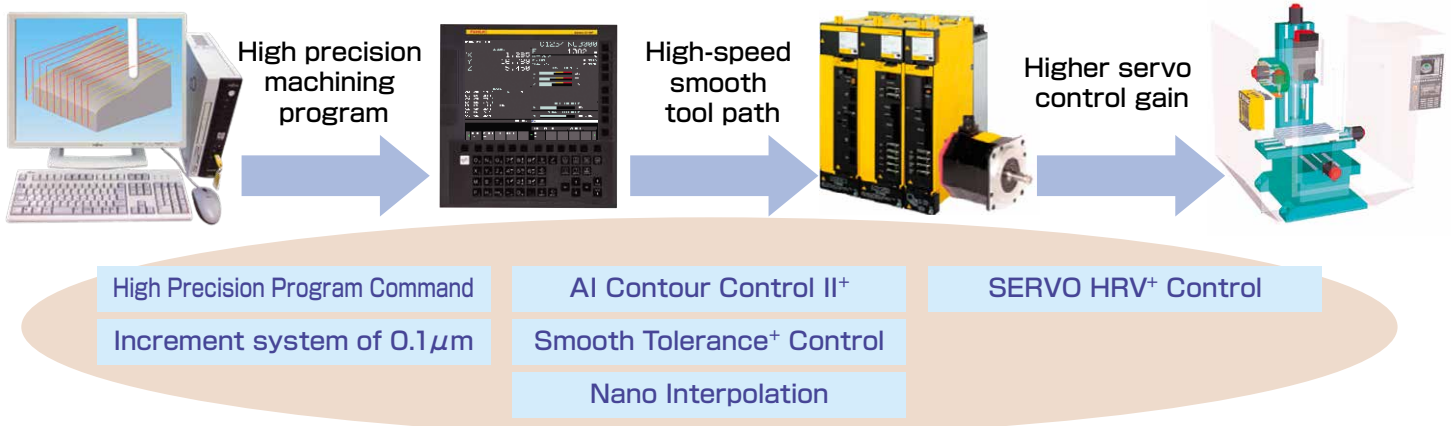 High precision
machining
program
High-speed
smooth
tool path
Higher servo
control gain
FANUC
High Precision Program Command
AI Contour Control II⁺
SERVO HRV⁺ Control
Increment system of 0.1μm
Smooth Tolerance⁺ Control
Nano Interpolation